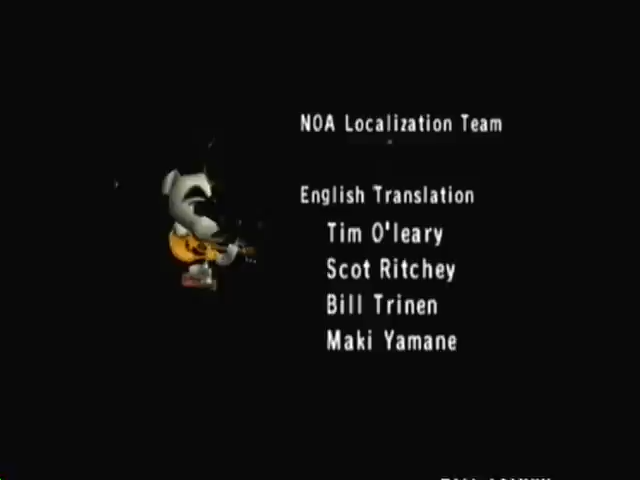 NOA Localization Team
English Translation
Tim O'leary
Scot Ritchey
Bill Trinen
Maki Yamane